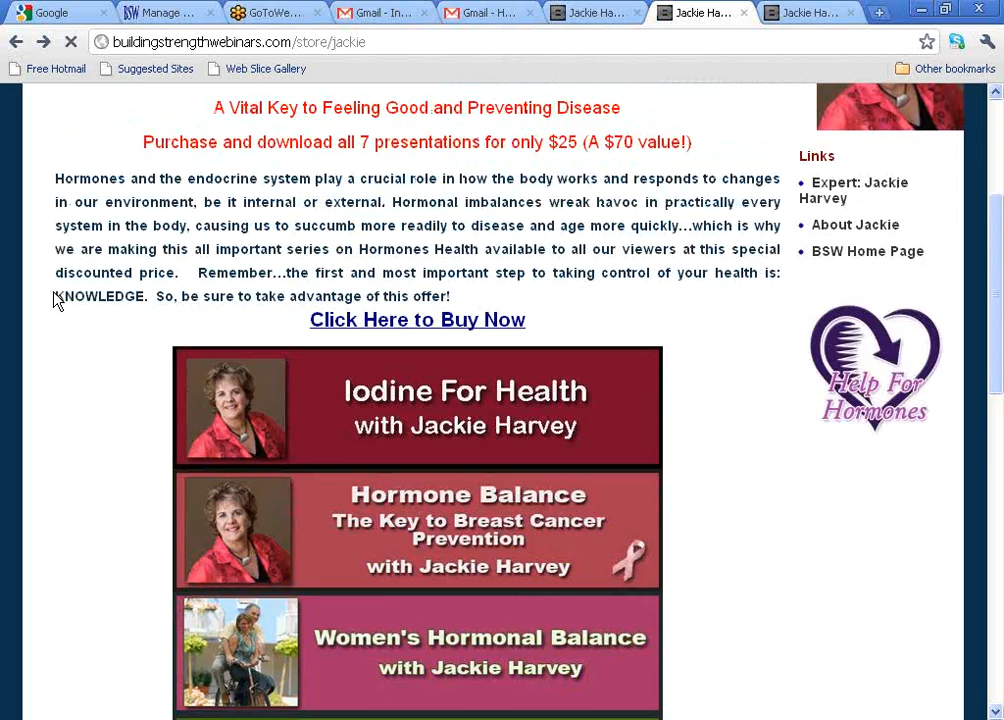 Google
Manage ...
GoToWe...
Gmail - In...
Gmail - H...
Jackie Ha...
Jackie Ha...
Jackie Ha...
buildingstrengthwebinars.com/store/jackie
Free Hotmail
Suggested Sites
Web Slice Gallery
Other bookmarks
A Vital Key to Feeling Good and Preventing Disease
Purchase and download all 7 presentations for only $25 (A $70 value!)
Hormones and the endocrine system play a crucial role in how the body works and responds to changes
in our environment, be it internal or external. Hormonal imbalances wreak havoc in practically every
system in the body, causing us to succumb more readily to disease and age more quickly...which is why
we are making this all important series on Hormones Health available to all our viewers at this special
discounted price. Remember...the first and most important step to taking control of your health is:
KNOWLEDGE. So, be sure to take advantage of this offer!
Click Here to Buy Now
Iodine For Health
with Jackie Harvey
Hormone Balance
The Key to Breast Cancer
Prevention
with Jackie Harvey
Women's Hormonal Balance
with Jackie Harvey
Links
Expert: Jackie
Harvey
About Jackie
BSW Home Page
Help For
Hormones